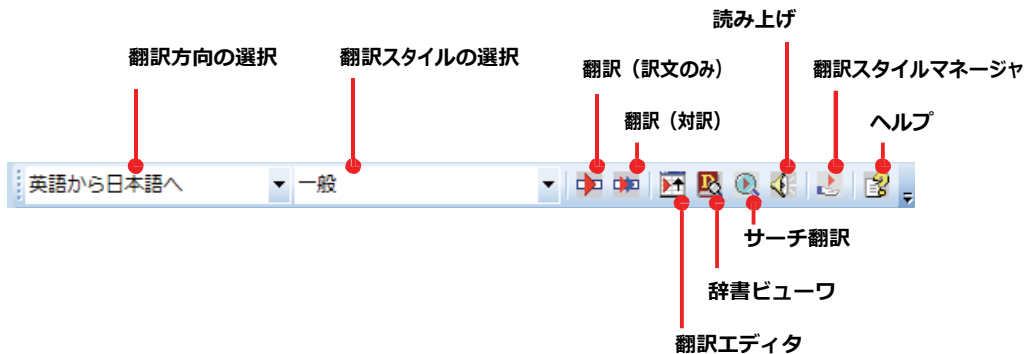 読み上げ
翻訳方向の選択
翻訳スタイルの選択
翻訳（訳文のみ）
翻訳スタイルマネージャ
翻訳（対訳）
ヘルプ
英語から日本語へ
一般
サーチ翻訳
辞書ビューワ
翻訳エディタ